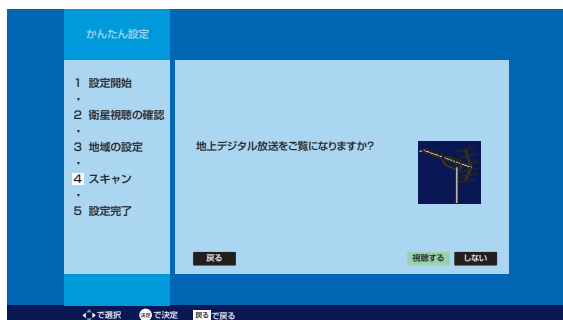 かんたん設定
1 設定開始
2 衛星視聴の確認
3 地域の設定
4 スキャン
5 設定完了
地上デジタル放送をご覧になりますか?
戻る 視聴する しない
で選択 決定 で決定 戻る で戻る